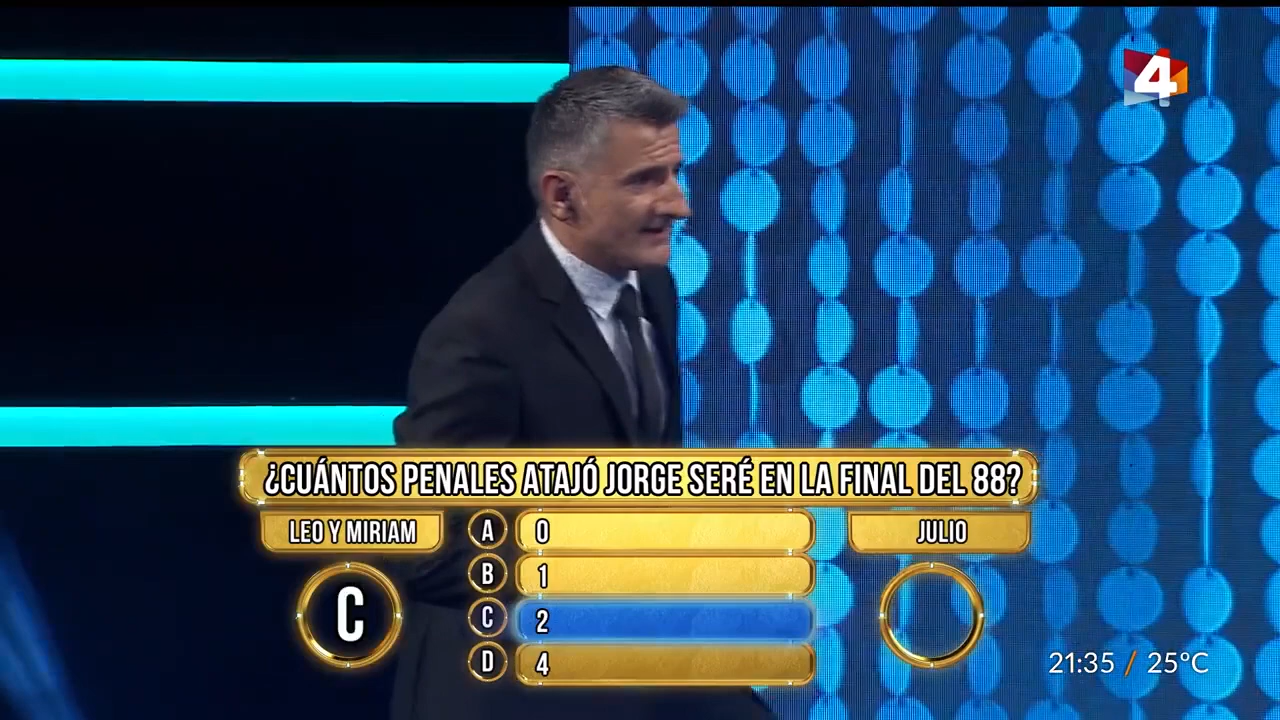 4
¿CUÁNTOS PENALES ATAJÓ JORGE SERÉ EN LA FINAL DEL 88?
LEO Y MIRIAM
A 0
B 1
C 2
D 4
JULIO
C
21:35 / 25°C